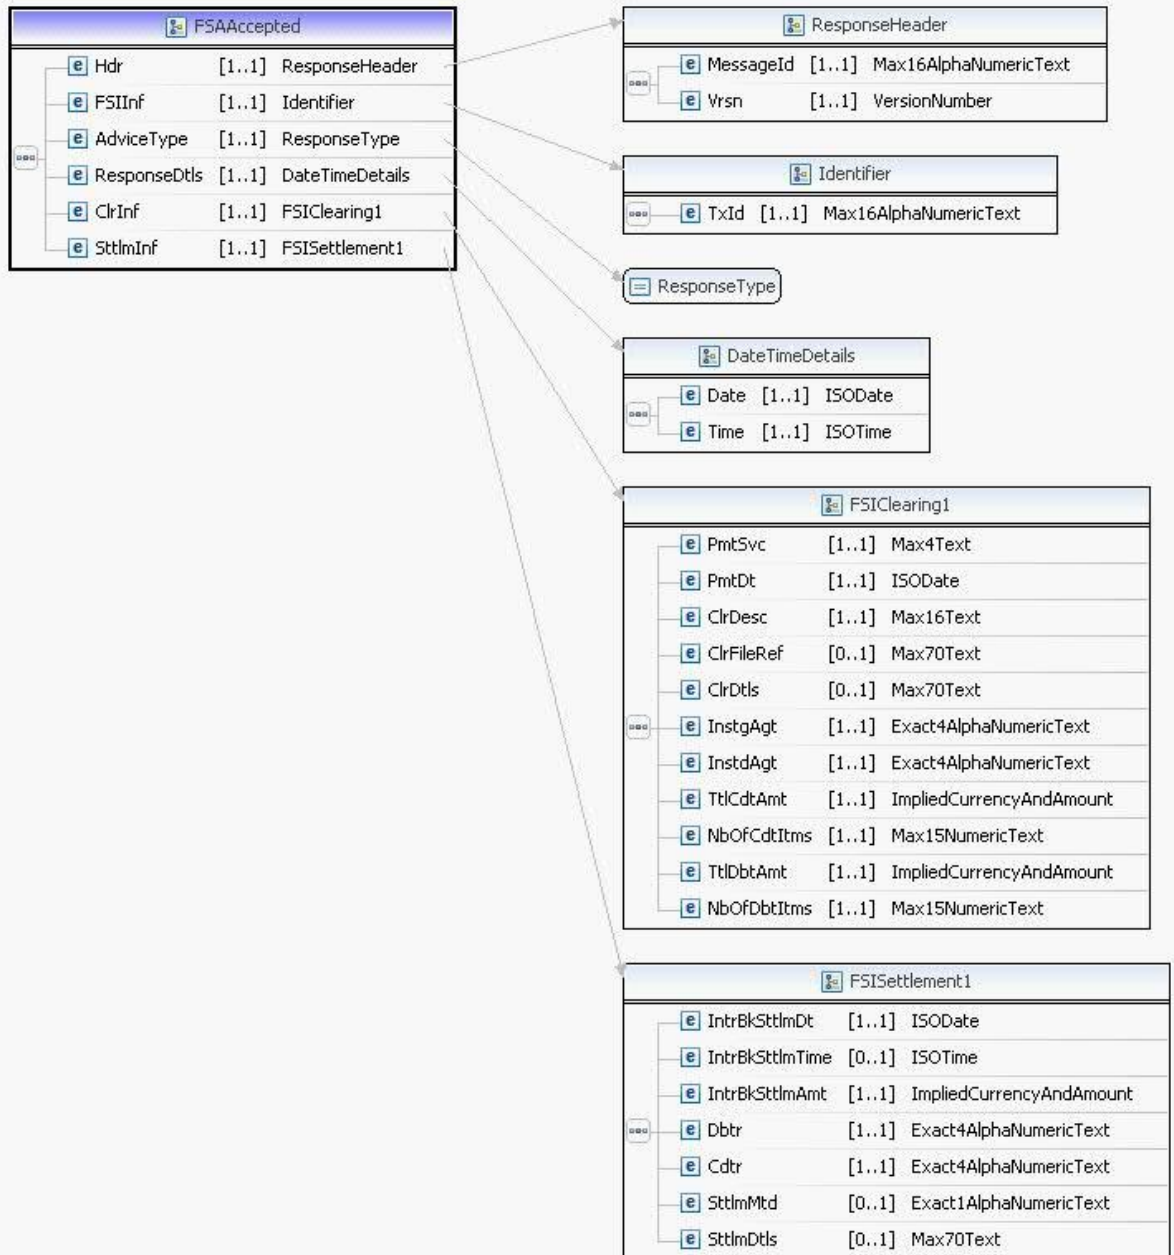 FSAAccepted
e Hdr [1..1] ResponseHeader
e FSIInf [1..1] Identifier
e AdviceType [1..1] ResponseType
e ResponseDtls [1..1] DateTimeDetails
e ClrInf [1..1] FSIClearing1
e SttlmInf [1..1] FSISettlement1
ResponseHeader
e MessageId [1..1] Max16AlphaNumericText
e Vrsn [1..1] VersionNumber
Identifier
e TxId [1..1] Max16AlphaNumericText
ResponseType
DateTimeDetails
e Date [1..1] ISODate
e Time [1..1] ISOTime
FSIClearing1
e PmtSvc [1..1] Max4Text
e PmtDt [1..1] ISODate
e ClrDesc [1..1] Max16Text
e ClrFileRef [0..1] Max70Text
e ClrDtls [0..1] Max70Text
e InstgAgt [1..1] Exact4AlphaNumericText
e InstdAgt [1..1] Exact4AlphaNumericText
e TtlCdtAmt [1..1] ImpliedCurrencyAndAmount
e NbOfCdtItms [1..1] Max15NumericText
e TtlDbtAmt [1..1] ImpliedCurrencyAndAmount
e NbOfDbtItms [1..1] Max15NumericText
FSISettlement1
e IntrBkSttlmDt [1..1] ISODate
e IntrBkSttlmTime [0..1] ISOTime
e IntrBkSttlmAmt [1..1] ImpliedCurrencyAndAmount
e Dbtr [1..1] Exact4AlphaNumericText
e Cdtr [1..1] Exact4AlphaNumericText
e SttlmMtd [0..1] Exact1AlphaNumericText
e SttlmDtls [0..1] Max70Text